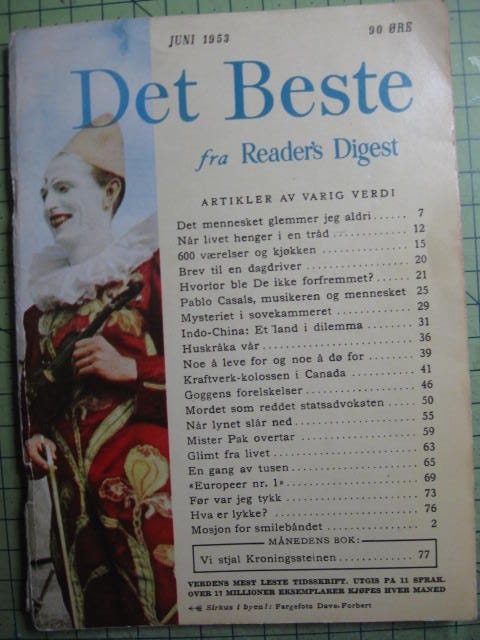 JUNI 1953 90 ØRE
Det Beste
fra Reader's Digest
ARTIKLER AV VARIG VERDI
Det mennesket glemmer jeg aldri...... 7
Når livet henger i en tråd ............ 12
600 værelser og kjøkken .............. 15
Brev til en dagdriver ................ 20
Hvorfor ble De ikke forfremmet? ...... 21
Pablo Casals, musikeren og mennesket 25
Mysteriet i sovekammeret ............ 29
Indo-China: Et land i dilemma ........ 31
Huskråka vår ........................ 36
Noe å leve for og noe å dø for ........ 39
Kraftverk-kolossen i Canada .......... 41
Goggens forelskelser ................. 46
Mordet som reddet statsadvokaten ..... 50
Når lynet slår ned ................... 55
Mister Pak overtar .................. 59
Glimt fra livet ...................... 63
En gang av tusen ..................... 65
«Europeer nr. 1» ..................... 69
Før var jeg tykk ..................... 73
Hva er lykke? ....................... 76
Mosjon for smilebåndet ............... 2
MÅNEDENS BOK:
Vi stjal Kroningssteinen ............ 77
VERDENS MEST LESTE TIDSSKRIFT. UTGIS PA 11 SPRAK.
OVER 17 MILLIONER EKSEMPLARER KJØPES HVER MANED
Sirkus i byen!: Fargefoto Dave Forbert